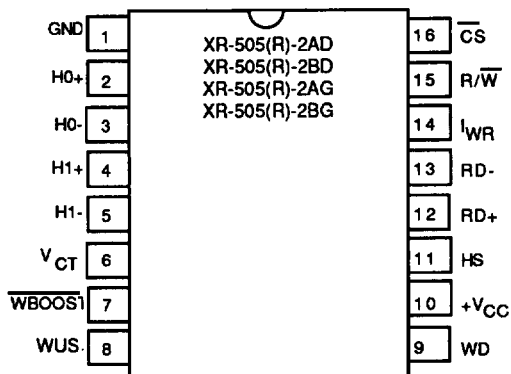 XR-505(R)-2AD
XR-505(R)-2BD
XR-505(R)-2AG
XR-505(R)-2BG
GND 1
H0+ 2
H0- 3
H1+ 4
H1- 5
V CT 6
WBOOST 7
WUS 8
16 CS
15 R/W
14 IWR
13 RD-
12 RD+
11 HS
10 +VCC
9 WD